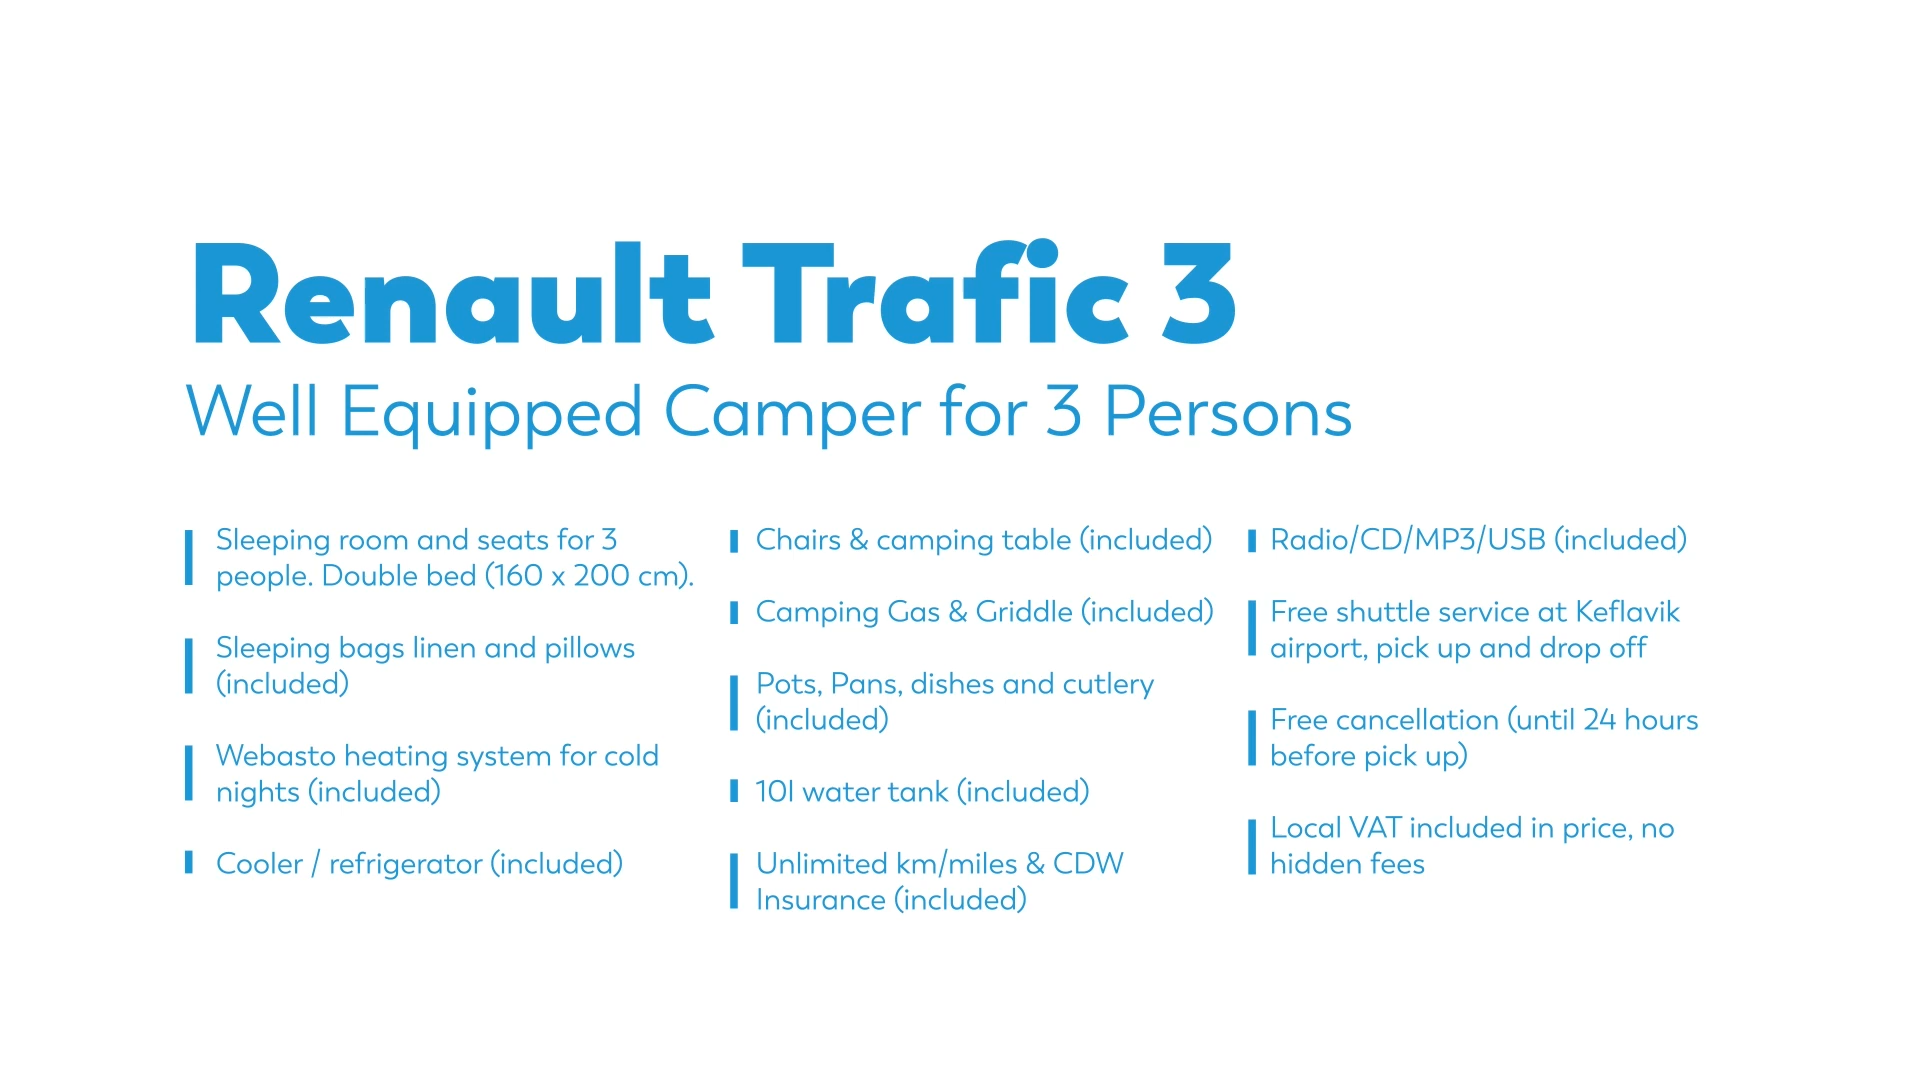 Renault Trafic 3
Well Equipped Camper for 3 Persons
Sleeping room and seats for 3
people. Double bed (160 x 200 cm).
Sleeping bags linen and pillows
(included)
Webasto heating system for cold
nights (included)
Cooler / refrigerator (included)
Chairs & camping table (included)
Camping Gas & Griddle (included)
Pots, Pans, dishes and cutlery
(included)
10l water tank (included)
Unlimited km/miles & CDW
Insurance (included)
Radio/CD/MP3/USB (included)
Free shuttle service at Keflavik
airport, pick up and drop off
Free cancellation (until 24 hours
before pick up)
Local VAT included in price, no
hidden fees